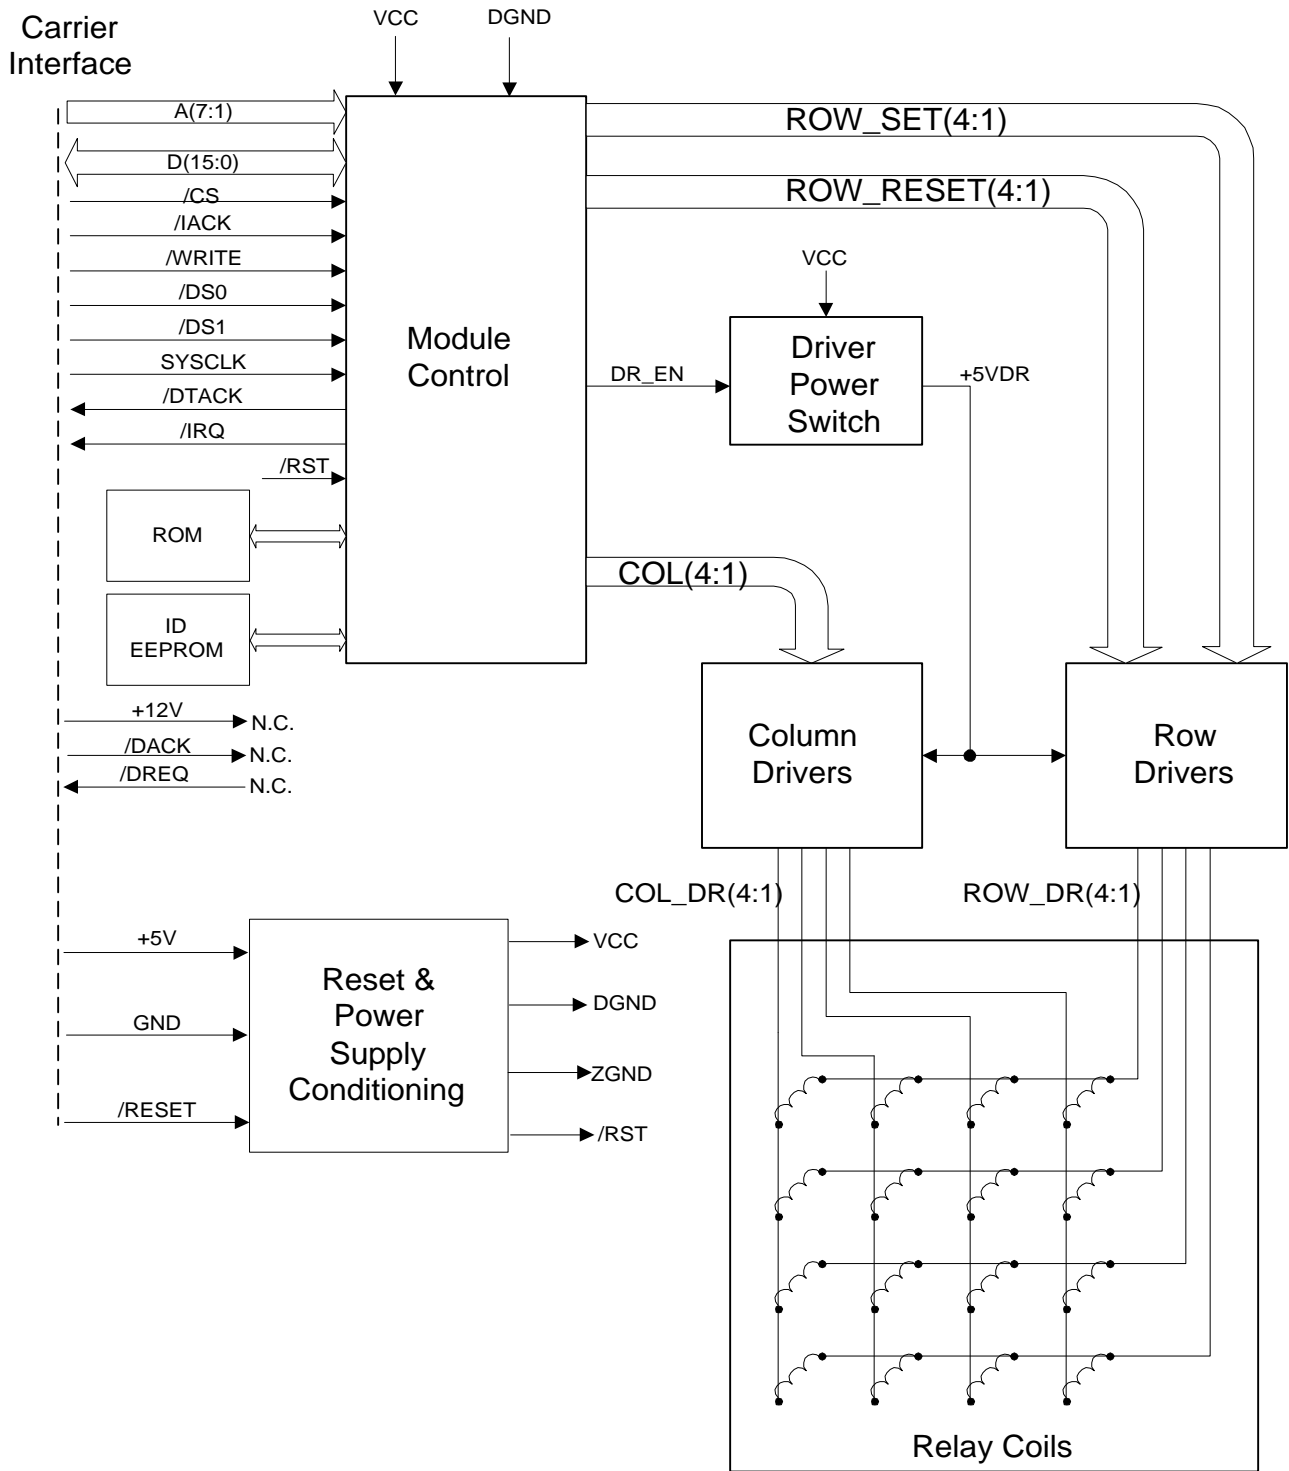 Carrier
Interface
VCC
DGND
A(7:1)
D(15:0)
/CS
/IACK
/WRITE
/DS0
/DS1
SYSCLK
/DTACK
/IRQ
/RST
ROM
ID
EEPROM
+12V
N.C.
/DACK
N.C.
/DREQ
N.C.
Module
Control
ROW_SET(4:1)
ROW_RESET(4:1)
VCC
DR_EN
Driver
Power
Switch
+5VDR
COL(4:1)
Column
Drivers
Row
Drivers
COL_DR(4:1)
ROW_DR(4:1)
+5V
GND
/RESET
Reset &
Power
Supply
Conditioning
VCC
DGND
ZGND
/RST
Relay Coils